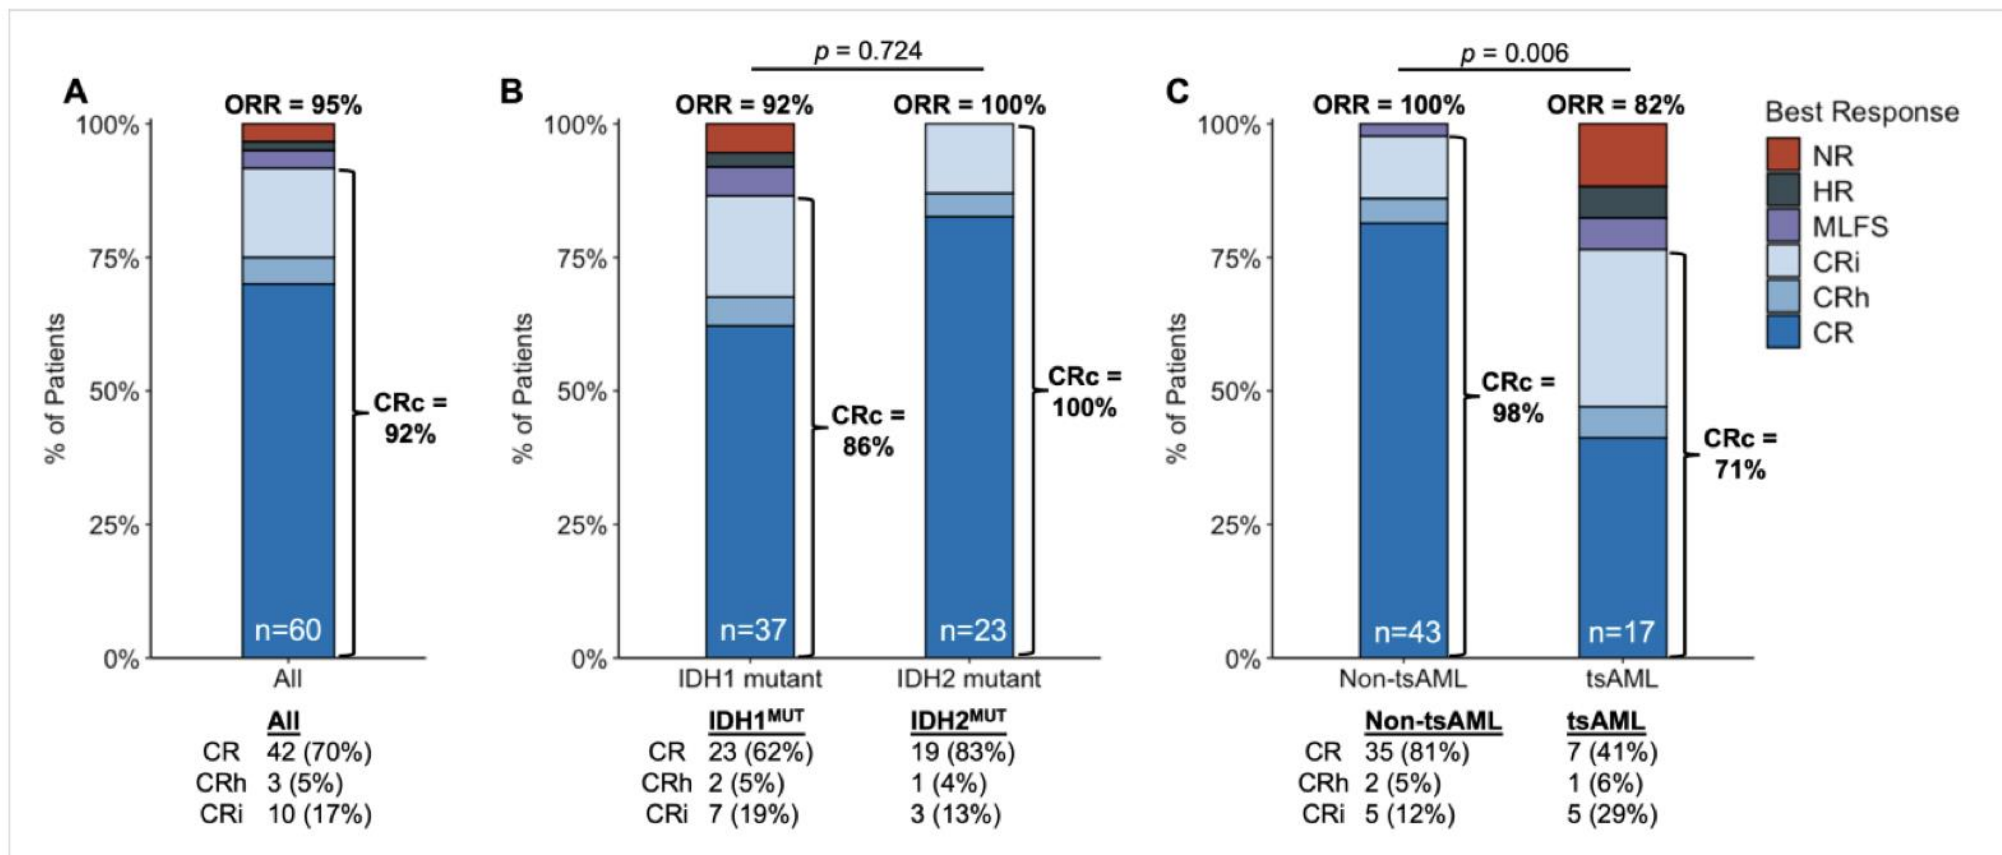 A
ORR = 95%
100%
75%
50%
25%
0%
% of Patients
CRc =
92%
n=60
All
All
CR 42 (70%)
CRh 3 (5%)
CRi 10 (17%)
B
p = 0.724
ORR = 92%
ORR = 100%
100%
75%
50%
25%
0%
% of Patients
CRc =
86%
CRc =
100%
n=37
n=23
IDH1 mutant
IDH2 mutant
IDH1MUT IDH2MUT
CR 23 (62%) 19 (83%)
CRh 2 (5%) 1 (4%)
CRi 7 (19%) 3 (13%)
C
p = 0.006
ORR = 100%
ORR = 82%
100%
75%
50%
25%
0%
% of Patients
CRc =
98%
CRc =
71%
n=43
n=17
Non-tsAML
tsAML
Non-tsAML tsAML
CR 35 (81%) 7 (41%)
CRh 2 (5%) 1 (6%)
CRi 5 (12%) 5 (29%)
Best Response
NR
HR
MLFS
CRi
CRh
CR